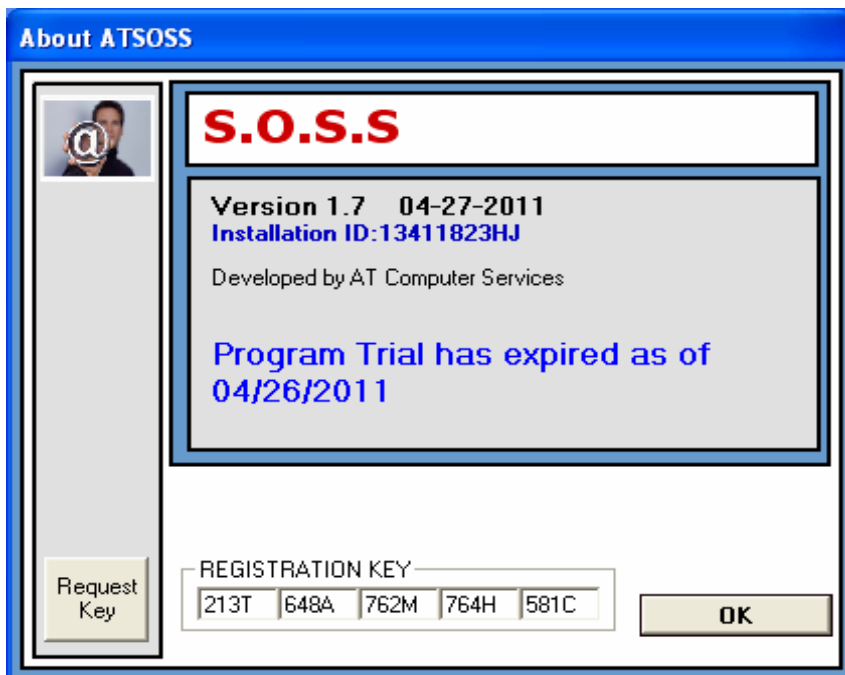 About ATSOSS
@
S.O.S.S
Version 1.7 04-27-2011
Installation ID:13411823HJ
Developed by AT Computer Services
Program Trial has expired as of
04/26/2011
Request
Key
REGISTRATION KEY
213T 648A 762M 764H 581C
OK